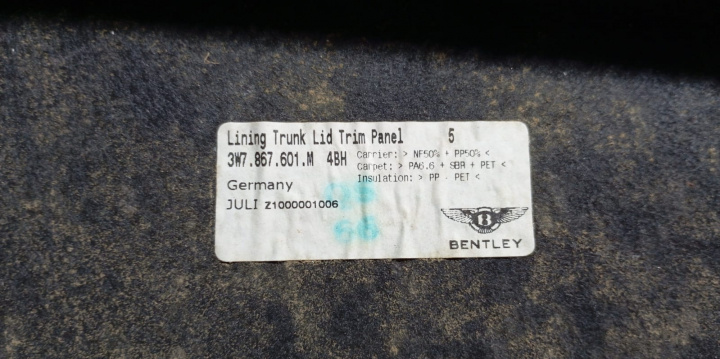 Lining Trunk Lid Trim Panel 5
3W7.867.601.M 4BH
Carrier: > NF50% + PP50% <
Carpet: > PA6.6 + SBR + PET <
Insulation: > PP - PET <
Germany
JULI Z1000001006
B
BENTLEY